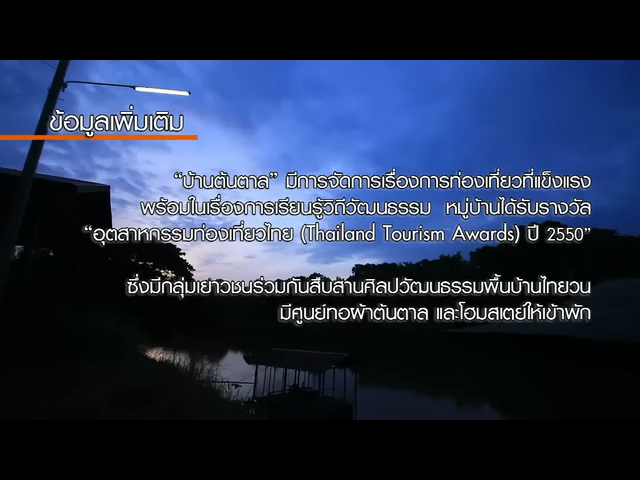 ข้อมูลเพิ่มเติม
“บ้านต้นตาล” มีการจัดการเรื่องการท่องเที่ยวที่แข็งแรง
พร้อมในเรื่องการเรียนรู้วิถีวัฒนธรรม หมู่บ้านได้รับรางวัล
“อุตสาหกรรมท่องเที่ยวไทย (Thailand Tourism Awards) ปี 2550”
ซึ่งมีกลุ่มเยาวชนร่วมกันสืบสานศิลปวัฒนธรรมพื้นบ้านไทยวน
มีศูนย์ทอผ้าต้นตาล และโฮมสเตย์ให้เข้าพัก